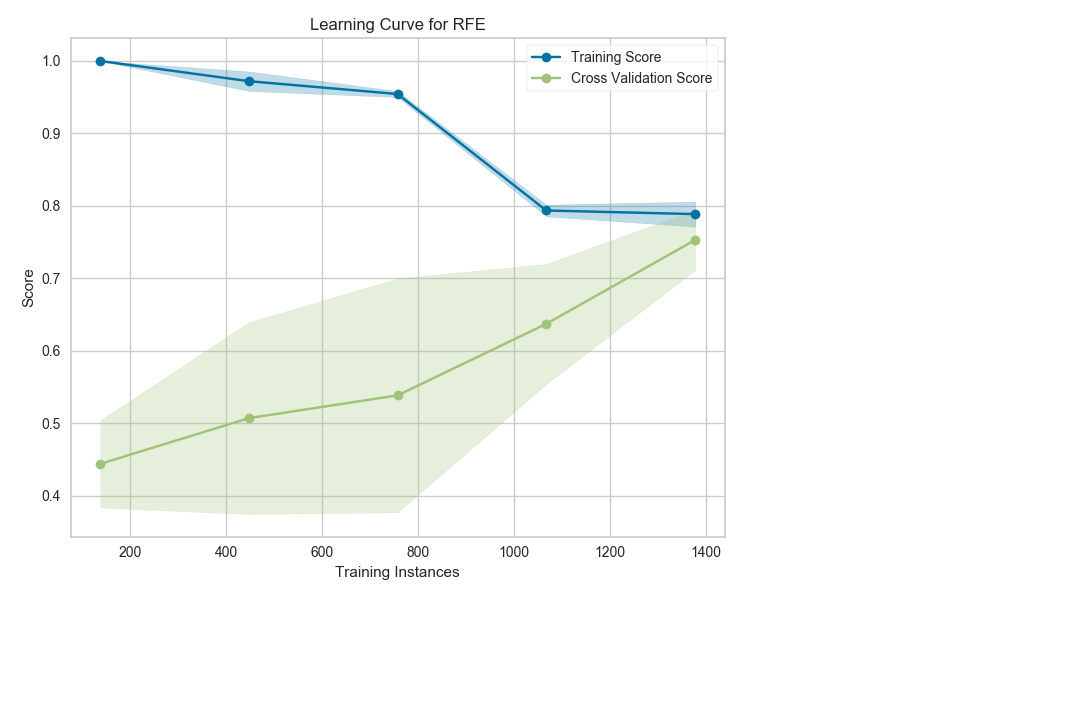 Learning Curve for RFE
Training Score
Cross Validation Score
1.0
0.9
0.8
0.7
0.6
0.5
0.4
Score
200 400 600 800 1000 1200 1400
Training Instances